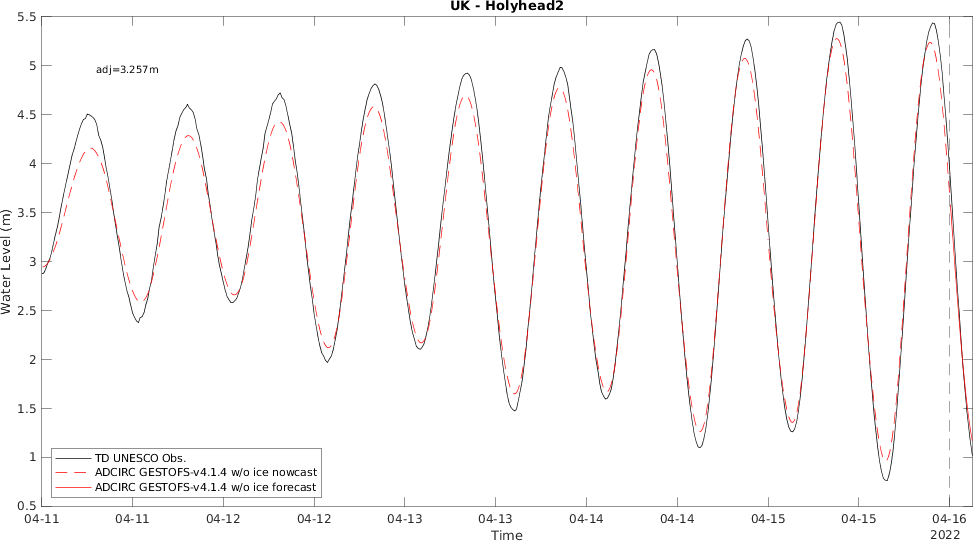 UK - Holyhead2
adj=3.257m
Water Level (m)
5.5
5
4.5
4
3.5
3
2.5
2
1.5
1
0.5
TD UNESCO Obs.
ADCIRC GESTOFS-v4.1.4 w/o ice nowcast
ADCIRC GESTOFS-v4.1.4 w/o ice forecast
04-11 04-11 04-12 04-12 04-13 04-13 04-14 04-14 04-15 04-15 04-16
Time
2022